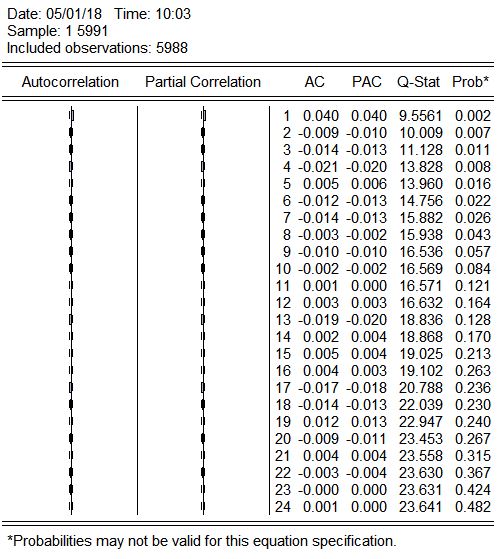 Date: 05/01/18 Time: 10:03
Sample: 1 5991
Included observations: 5988
Autocorrelation Partial Correlation AC PAC Q-Stat Prob*
1 0.040 0.040 9.5561 0.002
2 -0.009 -0.010 10.009 0.007
3 -0.014 -0.013 11.128 0.011
4 -0.021 -0.020 13.828 0.008
5 0.005 0.006 13.960 0.016
6 -0.012 -0.013 14.756 0.022
7 -0.014 -0.013 15.882 0.026
8 -0.003 -0.002 15.938 0.043
9 -0.010 -0.010 16.536 0.057
10 -0.002 -0.002 16.569 0.084
11 0.001 0.000 16.571 0.121
12 0.003 0.003 16.632 0.164
13 -0.019 -0.020 18.836 0.128
14 0.002 0.004 18.868 0.170
15 0.005 0.004 19.025 0.213
16 0.004 0.003 19.102 0.263
17 -0.017 -0.018 20.788 0.236
18 -0.014 -0.013 22.039 0.230
19 0.012 0.013 22.947 0.240
20 -0.009 -0.011 23.453 0.267
21 0.004 0.004 23.558 0.315
22 -0.003 -0.004 23.630 0.367
23 -0.000 0.000 23.631 0.424
24 0.001 0.000 23.641 0.482
*Probabilities may not be valid for this equation specification.